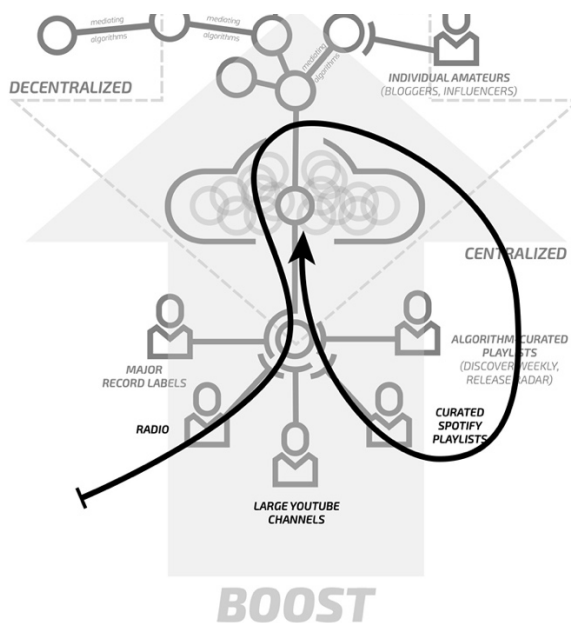 mediating
algorithms
mediating
algorithms
mediating
algorithms
DECENTRALIZED
INDIVIDUAL AMATEURS
(BLOGGERS, INFLUENCERS)
CENTRALIZED
MAJOR
RECORD LABELS
ALGORITHM-CURATED
PLAYLISTS
(DISCOVER WEEKLY,
RELEASE RADAR)
RADIO
CURATED
SPOTIFY
PLAYLISTS
LARGE YOUTUBE
CHANNELS
BOOST